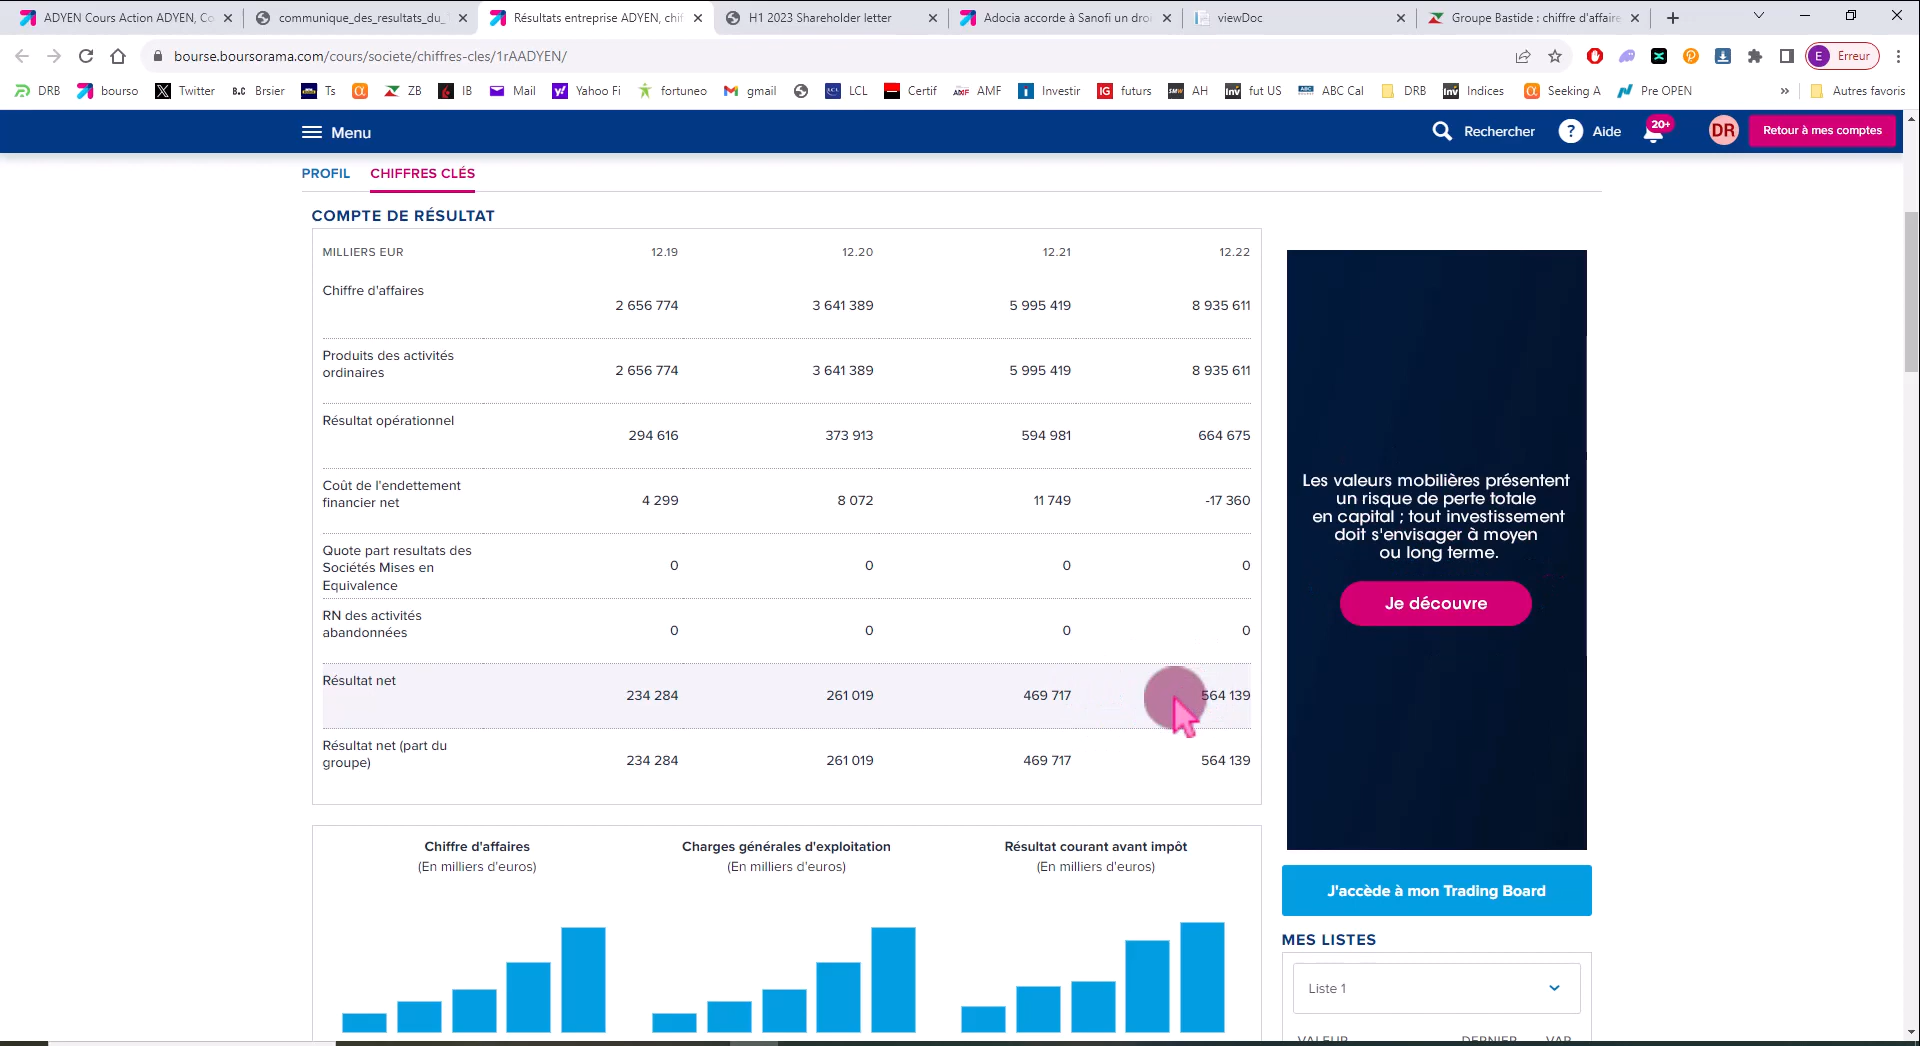 ADYEN Cours Action ADYEN, Co
communique_des_resultats_du_
Résultats entreprise ADYEN, chif
H1 2023 Shareholder letter
Adocia accorde à Sanofi un dro
viewDoc
Groupe Bastide : chiffre d'affaire
bourse.boursorama.com/cours/societe/chiffres-cles/1rAADYEN/
E Erreur
DRB bourso Twitter B.C Brsier Ts ZB IB Mail Yahoo Fi fortuneo gmail LCL Certif AMF Investir IG futurs AH Inv fut US ABC Cal DRB Inv Indices Seeking A Pre OPEN » Autres favoris
Menu
Rechercher
? Aide
20+
DR
Retour à mes comptes
PROFIL CHIFFRES CLÉS
COMPTE DE RÉSULTAT
MILLIERS EUR 12.19 12.20 12.21 12.22
Chiffre d'affaires
2 656 774 3 641 389 5 995 419 8 935 611
Produits des activités
ordinaires
2 656 774 3 641 389 5 995 419 8 935 611
Résultat opérationnel
294 616 373 913 594 981 664 675
Coût de l'endettement
financier net
4 299 8 072 11 749 -17 360
Quote part resultats des
Sociétés Mises en
Equivalence
0 0 0 0
RN des activités
abandonnées
0 0 0 0
Résultat net
234 284 261 019 469 717 564 139
Résultat net (part du
groupe)
234 284 261 019 469 717 564 139
Chiffre d'affaires
(En milliers d'euros)
Charges générales d'exploitation
(En milliers d'euros)
Résultat courant avant impôt
(En milliers d'euros)
Les valeurs mobilières présentent
un risque de perte totale
en capital ; tout investissement
doit s'envisager à moyen
ou long terme.
Je découvre
J'accède à mon Trading Board
MES LISTES
Liste 1
VALEUR DERNIER VAR